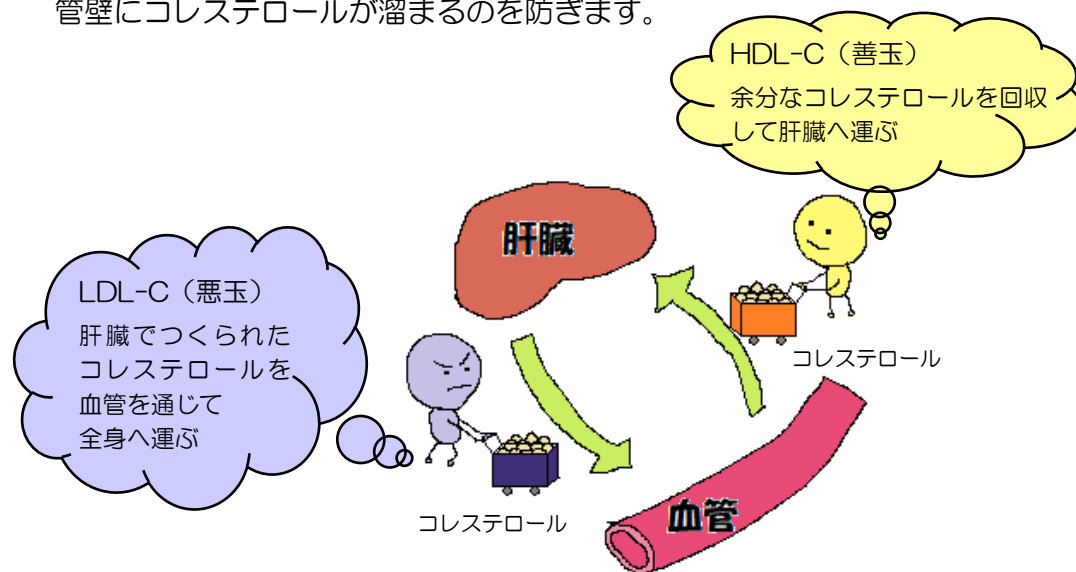 管壁にコレステロールが溜まるのを防ぎます。
HDL-C（善玉）
余分なコレステロールを回収
して肝臓へ運ぶ
肝臓
LDL-C（悪玉）
肝臓でつくられた
コレステロールを
血管を通じて
全身へ運ぶ
コレステロール
コレステロール
血管